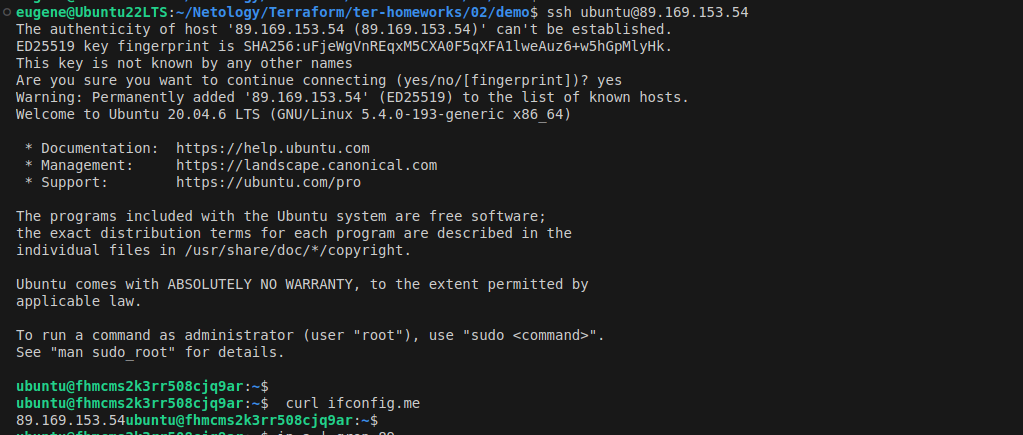 eugene@Ubuntu22LTS:~/Netology/Terraform/ter-homeworks/02/demo$ ssh ubuntu@89.169.153.54
The authenticity of host '89.169.153.54 (89.169.153.54)' can't be established.
ED25519 key fingerprint is SHA256:uFjeWgVnREqxM5CXA0F5qXFA1lweAuz6+w5hGpMlyHk.
This key is not known by any other names
Are you sure you want to continue connecting (yes/no/[fingerprint])? yes
Warning: Permanently added '89.169.153.54' (ED25519) to the list of known hosts.
Welcome to Ubuntu 20.04.6 LTS (GNU/Linux 5.4.0-193-generic x86_64)

 * Documentation:  https://help.ubuntu.com
 * Management:     https://landscape.canonical.com
 * Support:        https://ubuntu.com/pro

The programs included with the Ubuntu system are free software;
the exact distribution terms for each program are described in the
individual files in /usr/share/doc/*/copyright.

Ubuntu comes with ABSOLUTELY NO WARRANTY, to the extent permitted by
applicable law.

To run a command as administrator (user "root"), use "sudo <command>".
See "man sudo_root" for details.

ubuntu@fhmcms2k3rr508cjq9ar:~$
ubuntu@fhmcms2k3rr508cjq9ar:~$  curl ifconfig.me
89.169.153.54ubuntu@fhmcms2k3rr508cjq9ar:~$